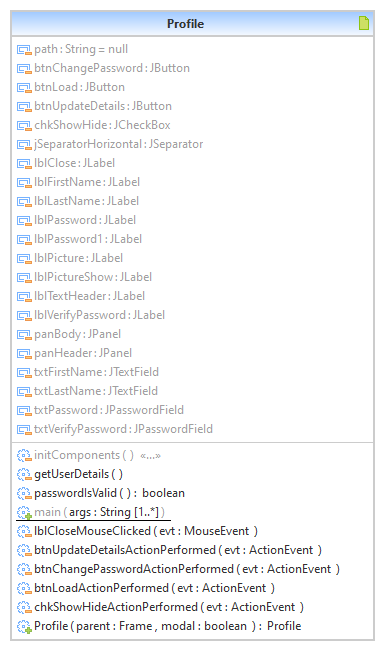 Profile
path : String = null
btnChangePassword : JButton
btnLoad : JButton
btnUpdateDetails : JButton
chkShowHide : JCheckBox
jSeparatorHorizontal : JSeparator
lblClose : JLabel
lblFirstName : JLabel
lblLastName : JLabel
lblPassword : JLabel
lblPassword1 : JLabel
lblPicture : JLabel
lblPictureShow : JLabel
lblTextHeader : JLabel
lblVerifyPassword : JLabel
panBody : JPanel
panHeader : JPanel
txtFirstName : JTextField
txtLastName : JTextField
txtPassword : JPasswordField
txtVerifyPassword : JPasswordField
initComponents ( ) «...»
getUserDetails ( )
passwordIsValid ( ) : boolean
main ( args : String [1..*] )
lblCloseMouseClicked ( evt : MouseEvent )
btnUpdateDetailsActionPerformed ( evt : ActionEvent )
btnChangePasswordActionPerformed ( evt : ActionEvent )
btnLoadActionPerformed ( evt : ActionEvent )
chkShowHideActionPerformed ( evt : ActionEvent )
Profile ( parent : Frame , modal : boolean ) : Profile